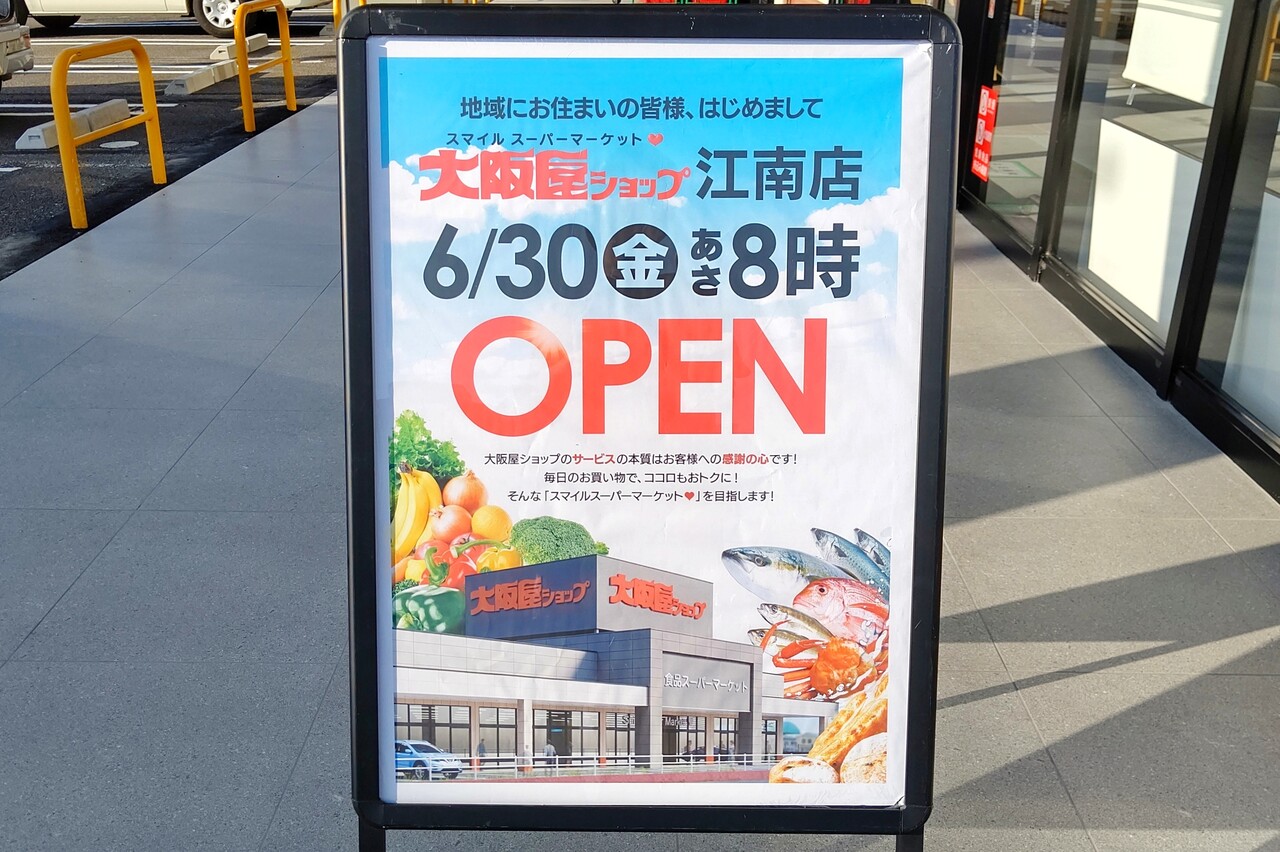 地域にお住まいの皆様、はじめまして
スマイル スーパーマーケット♥
大阪屋ショップ 江南店
6/30金あさ8時
OPEN
大阪屋ショップのサービスの本質はお客様への感謝の心です！
毎日のお買い物で、ココロもおトクに！
そんな「スマイルスーパーマーケット♥」を目指します！
大阪屋ショップ 大阪屋ショップ
食品スーパーマーケット